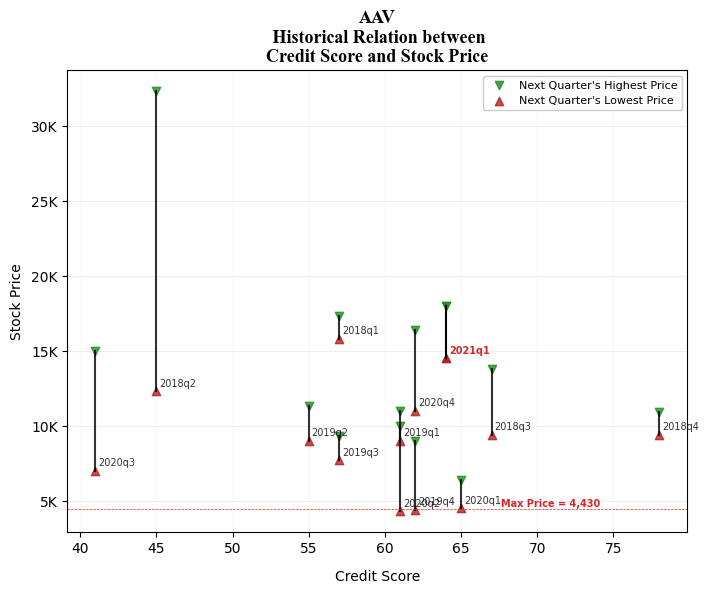 AAV
Historical Relation between
Credit Score and Stock Price
Next Quarter's Highest Price
Next Quarter's Lowest Price
30K
25K
20K
15K
10K
5K
Stock Price
2018q1
2021q1
2018q2
2020q4
2019q2
2019q1
2018q3
2018q4
2019q3
2020q3
2020q2
2019q4
2020q1
Max Price = 4,430
40 45 50 55 60 65 70 75
Credit Score